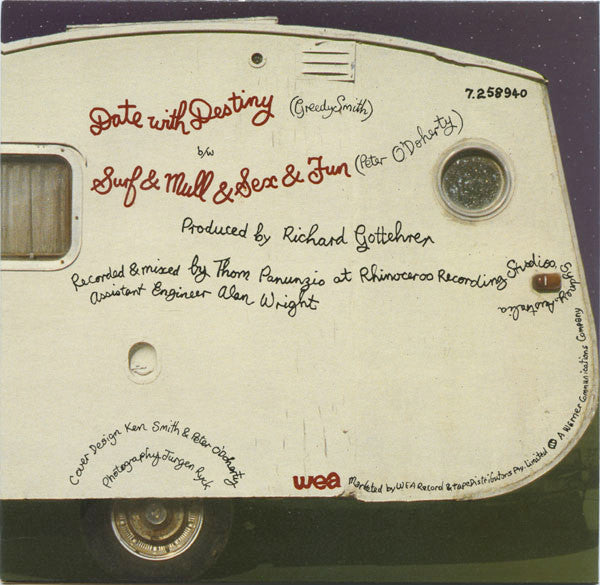 7.258940
Date with Destiny (Greedy Smith)
b/w
Surf & Mull & Sex & Fun (Peter O'Doherty)
Produced by Richard Gottehrer
Recorded & mixed by Thom Panunzio at Rhinoceros Recording Studios, Sydney, Australia.
Assistant Engineer Alan Wright
Cover Design Ken Smith & Peter O'Doherty
Photography Jurgen
wea Marketed by WEA Record & Tape Distributors Pty. Limited A Warner Communications Company